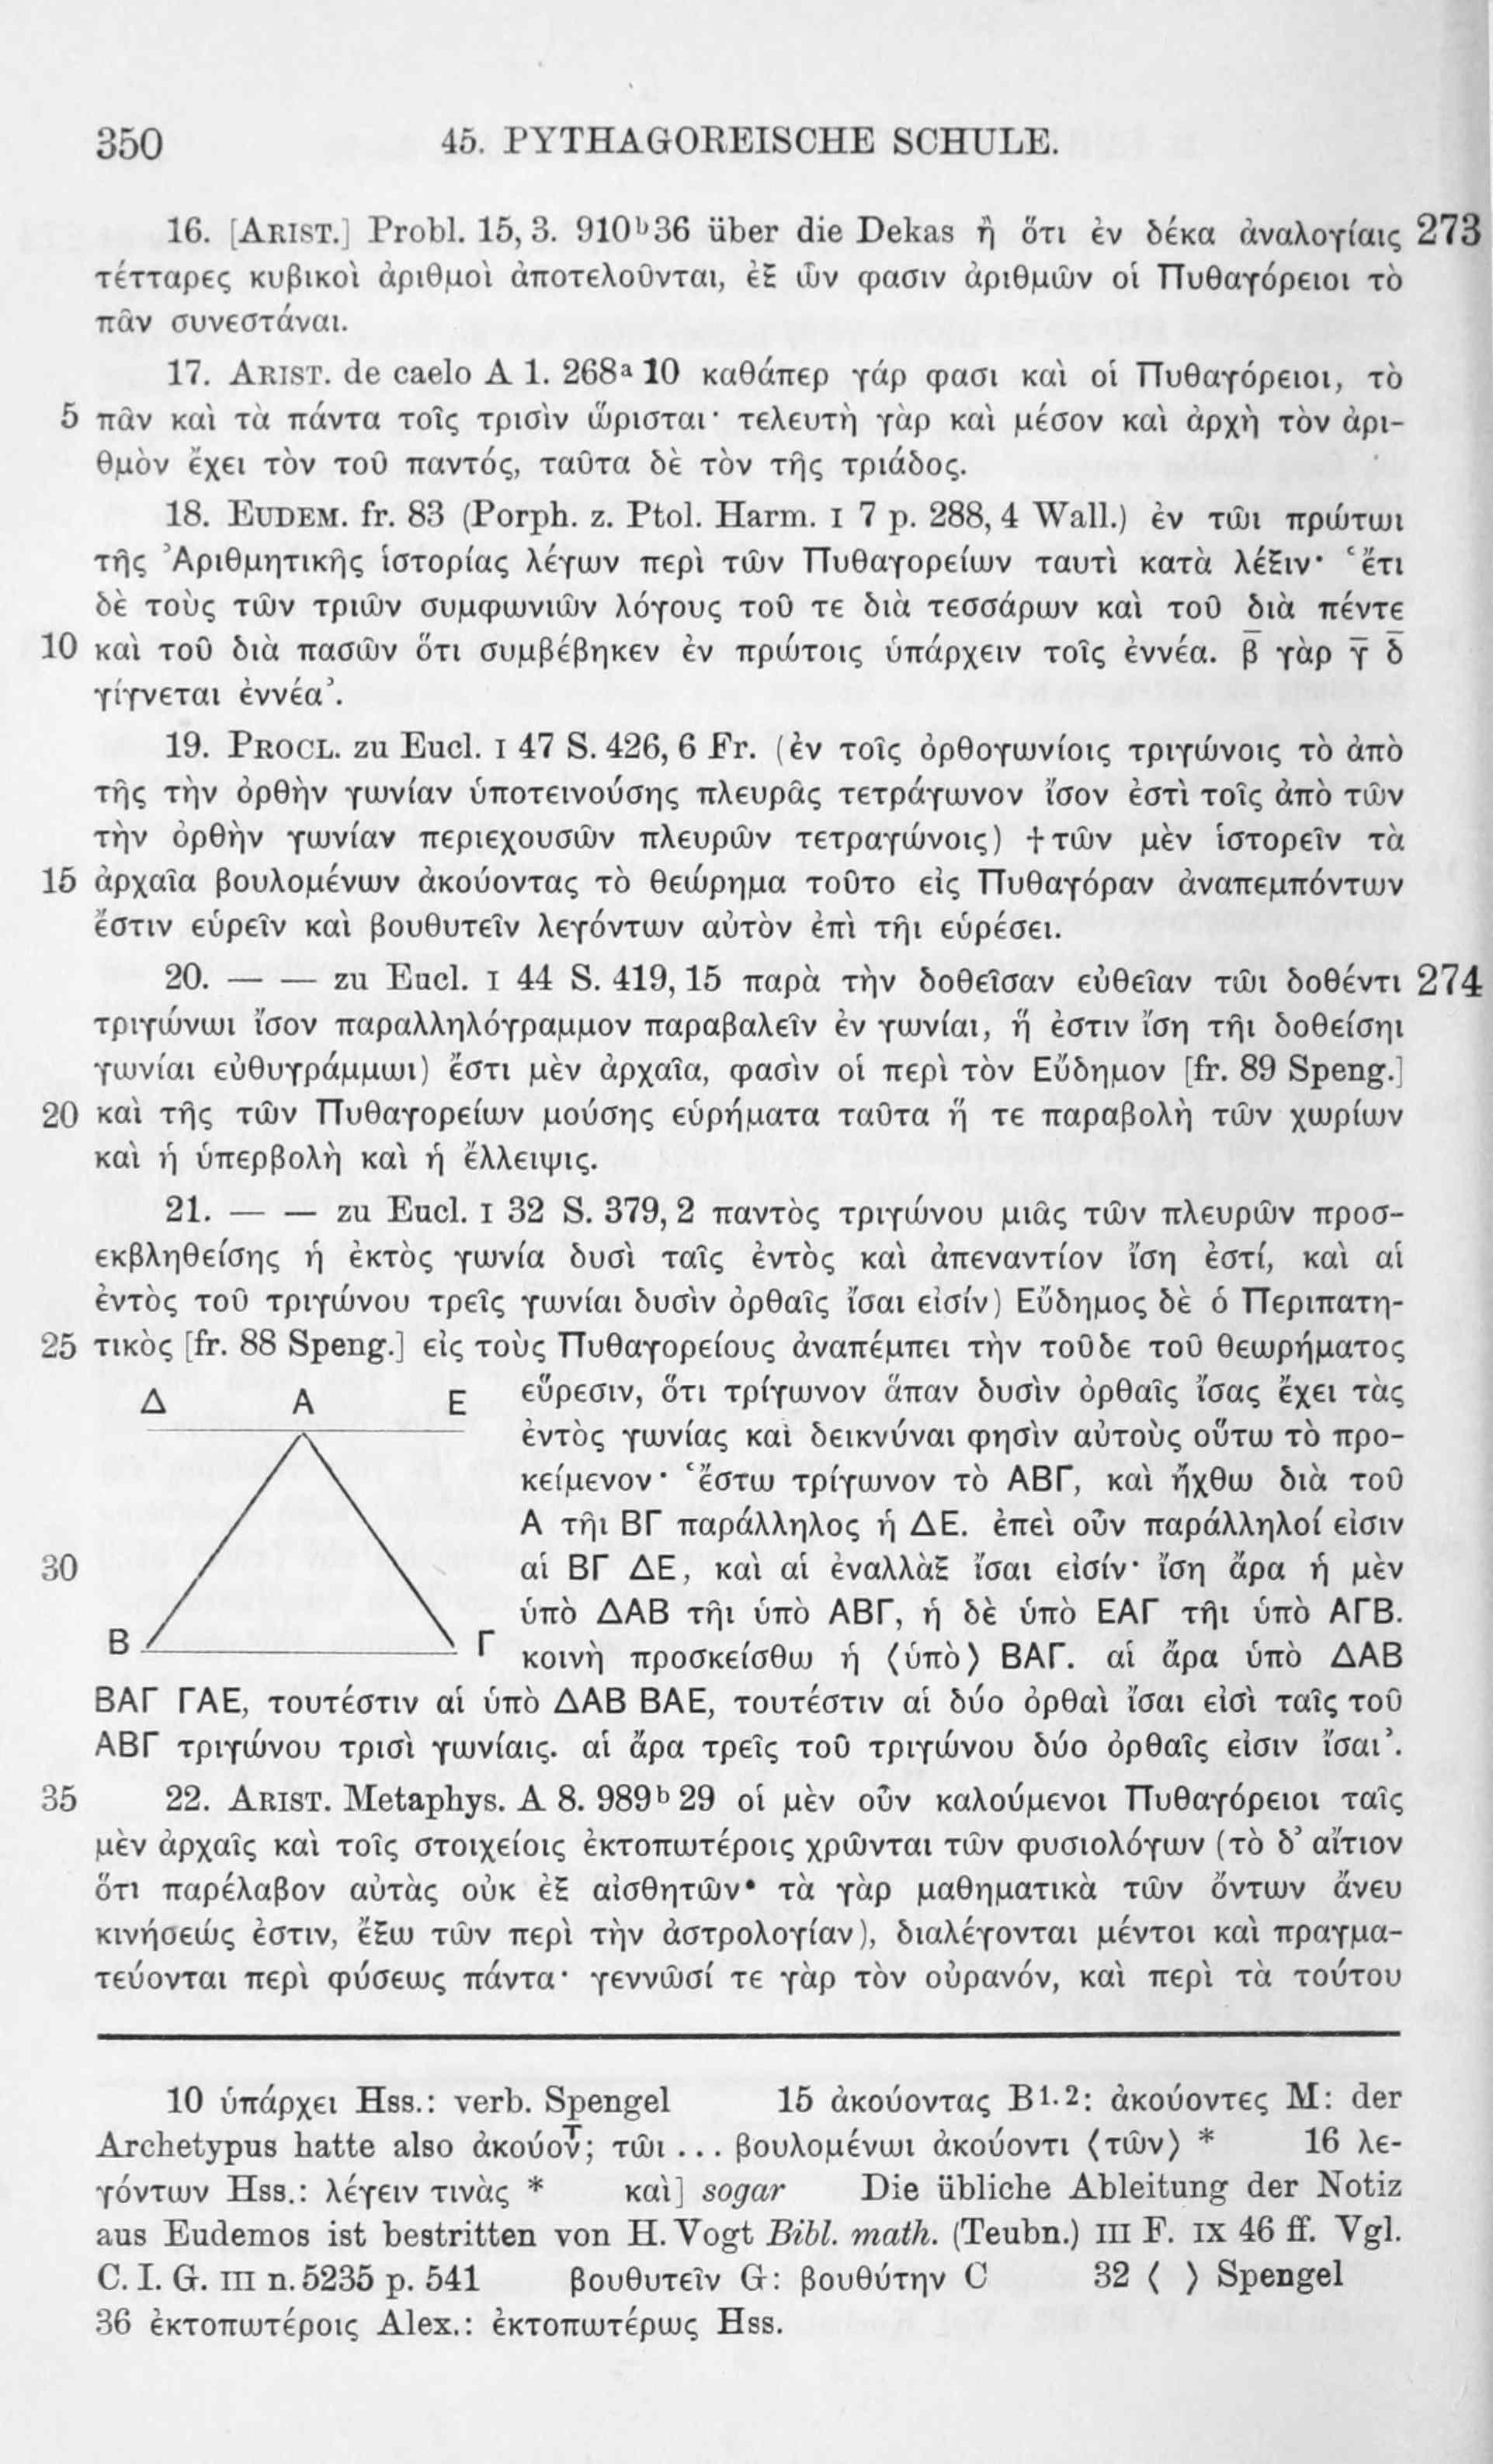 350 45. PYTHAGOREISCHE SCHULE.
16. [ARIST.] Probl. 15, 3. 910ᵇ36 über die Dekas ἢ ὅτι ἐν δέκα ἀναλογίαις 273
τέτταρες κυβικοὶ ἀριθμοὶ ἀποτελοῦνται, ἐξ ὧν φασιν ἀριθμῶν οἱ Πυθαγόρειοι τὸ
πᾶν συνεστάναι.
17. ARIST. de caelo A 1. 268ᵃ 10 καθάπερ γάρ φασι καὶ οἱ Πυθαγόρειοι, τὸ
5 πᾶν καὶ τὰ πάντα τοῖς τρισὶν ὥρισται· τελευτὴ γὰρ καὶ μέσον καὶ ἀρχὴ τὸν ἀρι-
θμὸν ἔχει τὸν τοῦ παντός, ταῦτα δὲ τὸν τῆς τριάδος.
18. EUDEM. fr. 83 (Porph. z. Ptol. Harm. I 7 p. 288, 4 Wall.) ἐν τῶι πρώτωι
τῆς Ἀριθμητικῆς ἱστορίας λέγων περὶ τῶν Πυθαγορείων ταυτὶ κατὰ λέξιν· ‘ἔτι
δὲ τοὺς τῶν τριῶν συμφωνιῶν λόγους τοῦ τε διὰ τεσσάρων καὶ τοῦ διὰ πέντε
10 καὶ τοῦ διὰ πασῶν ὅτι συμβέβηκεν ἐν πρώτοις ὑπάρχειν τοῖς ἐννέα. β̅ γὰρ γ̅ δ̅
γίγνεται ἐννέα’.
19. PROCL. zu Eucl. I 47 S. 426, 6 Fr. (ἐν τοῖς ὀρθογωνίοις τριγώνοις τὸ ἀπὸ
τῆς τὴν ὀρθὴν γωνίαν ὑποτεινούσης πλευρᾶς τετράγωνον ἴσον ἐστὶ τοῖς ἀπὸ τῶν
τὴν ὀρθὴν γωνίαν περιεχουσῶν πλευρῶν τετραγώνοις) †τῶν μὲν ἱστορεῖν τὰ
15 ἀρχαῖα βουλομένων ἀκούοντας τὸ θεώρημα τοῦτο εἰς Πυθαγόραν ἀναπεμπόντων
ἔστιν εὑρεῖν καὶ βουθυτεῖν λεγόντων αὐτὸν ἐπὶ τῆι εὑρέσει.
20. — — zu Eucl. I 44 S. 419, 15 παρὰ τὴν δοθεῖσαν εὐθεῖαν τῶι δοθέντι 274
τριγώνωι ἴσον παραλληλόγραμμον παραβαλεῖν ἐν γωνίαι, ἥ ἐστιν ἴση τῆι δοθείσηι
γωνίαι εὐθυγράμμωι) ἔστι μὲν ἀρχαῖα, φασὶν οἱ περὶ τὸν Εὔδημον [fr. 89 Speng.]
20 καὶ τῆς τῶν Πυθαγορείων μούσης εὑρήματα ταῦτα ἥ τε παραβολὴ τῶν χωρίων
καὶ ἡ ὑπερβολὴ καὶ ἡ ἔλλειψις.
21. — — zu Eucl. I 32 S. 379, 2 παντὸς τριγώνου μιᾶς τῶν πλευρῶν προσ-
εκβληθείσης ἡ ἐκτὸς γωνία δυσὶ ταῖς ἐντὸς καὶ ἀπεναντίον ἴση ἐστί, καὶ αἱ
ἐντὸς τοῦ τριγώνου τρεῖς γωνίαι δυσὶν ὀρθαῖς ἴσαι εἰσίν) Εὔδημος δὲ ὁ Περιπατη-
25 τικὸς [fr. 88 Speng.] εἰς τοὺς Πυθαγορείους ἀναπέμπει τὴν τοῦδε τοῦ θεωρήματος
Δ Α Ε εὕρεσιν, ὅτι τρίγωνον ἅπαν δυσὶν ὀρθαῖς ἴσας ἔχει τὰς
ἐντὸς γωνίας καὶ δεικνύναι φησὶν αὐτοὺς οὕτω τὸ προ-
κείμενον· ‘ἔστω τρίγωνον τὸ ΑΒΓ, καὶ ἤχθω διὰ τοῦ
Α τῆι ΒΓ παράλληλος ἡ ΔΕ. ἐπεὶ οὖν παράλληλοί εἰσιν
30 αἱ ΒΓ ΔΕ, καὶ αἱ ἐναλλὰξ ἴσαι εἰσίν· ἴση ἄρα ἡ μὲν
ὑπὸ ΔΑΒ τῆι ὑπὸ ΑΒΓ, ἡ δὲ ὑπὸ ΕΑΓ τῆι ὑπὸ ΑΓΒ.
Β Γ κοινὴ προσκείσθω ἡ ⟨ὑπὸ⟩ ΒΑΓ. αἱ ἄρα ὑπὸ ΔΑΒ
ΒΑΓ ΓΑΕ, τουτέστιν αἱ ὑπὸ ΔΑΒ ΒΑΕ, τουτέστιν αἱ δύο ὀρθαὶ ἴσαι εἰσὶ ταῖς τοῦ
ΑΒΓ τριγώνου τρισὶ γωνίαις. αἱ ἄρα τρεῖς τοῦ τριγώνου δύο ὀρθαῖς εἰσιν ἴσαι’.
35 22. ARIST. Metaphys. A 8. 989ᵇ 29 οἱ μὲν οὖν καλούμενοι Πυθαγόρειοι ταῖς
μὲν ἀρχαῖς καὶ τοῖς στοιχείοις ἐκτοπωτέροις χρῶνται τῶν φυσιολόγων (τὸ δ’ αἴτιον
ὅτι παρέλαβον αὐτὰς οὐκ ἐξ αἰσθητῶν· τὰ γὰρ μαθηματικὰ τῶν ὄντων ἄνευ
κινήσεώς ἐστιν, ἔξω τῶν περὶ τὴν ἀστρολογίαν), διαλέγονται μέντοι καὶ πραγμα-
τεύονται περὶ φύσεως πάντα· γεννῶσί τε γὰρ τὸν οὐρανόν, καὶ περὶ τὰ τούτου
10 ὑπάρχει Hss.: verb. Spengel 15 ἀκούοντας B¹·²: ἀκούοντες M: der
Archetypus hatte also ἀκούον͞τ; τῶι ... βουλομένωι ἀκούοντι ⟨τῶν⟩ * 16 λε-
γόντων Hss.: λέγειν τινὰς * καὶ] sogar Die übliche Ableitung der Notiz
aus Eudemos ist bestritten von H. Vogt Bibl. math. (Teubn.) III F. IX 46 ff. Vgl.
C. I. G. III n. 5235 p. 541 βουθυτεῖν G: βουθύτην C 32 ⟨ ⟩ Spengel
36 ἐκτοπωτέροις Alex.: ἐκτοπωτέρως Hss.